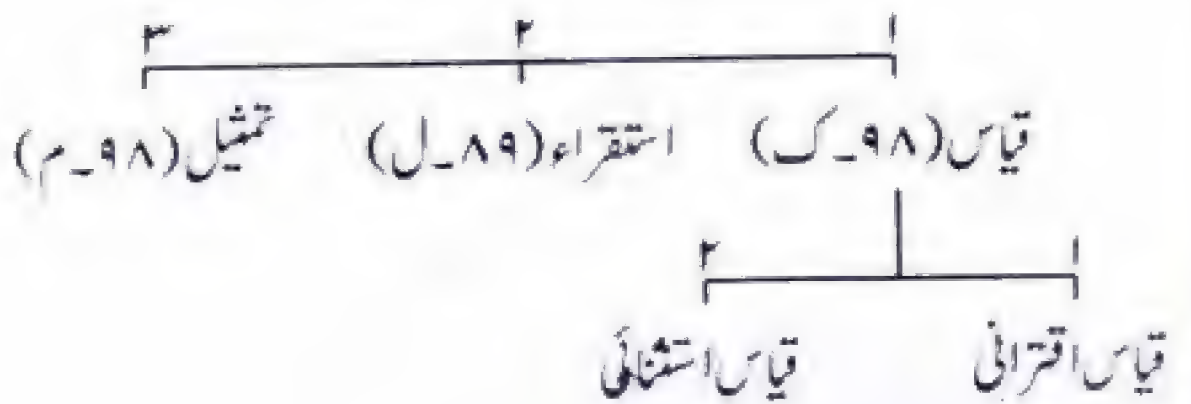 ۱ ۲ ۳
قیاس (۹۸۔ک) استقراء (۸۹۔ل) تمثیل (۹۸۔م)
۱ ۲
قیاس اقترانی قیاس استثنائی